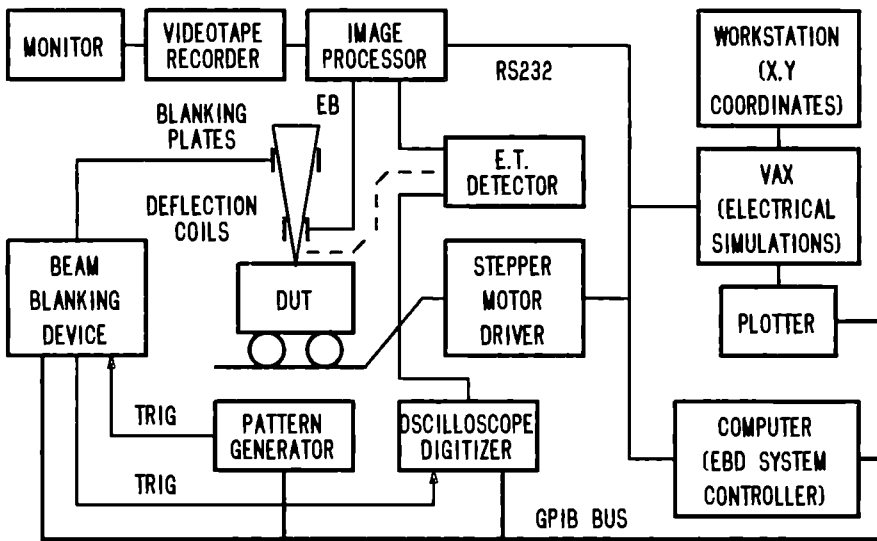 MONITOR
VIDEOTAPE
RECORDER
IMAGE
PROCESSOR
WORKSTATION
(X,Y
COORDINATES)
RS232
EB
BLANKING
PLATES
E.T.
DETECTOR
VAX
(ELECTRICAL
SIMULATIONS)
DEFLECTION
COILS
BEAM
BLANKING
DEVICE
DUT
STEPPER
MOTOR
DRIVER
PLOTTER
TRIG
PATTERN
GENERATOR
OSCILLOSCOPE
DIGITIZER
COMPUTER
(EBD SYSTEM
CONTROLLER)
TRIG
GPIB BUS